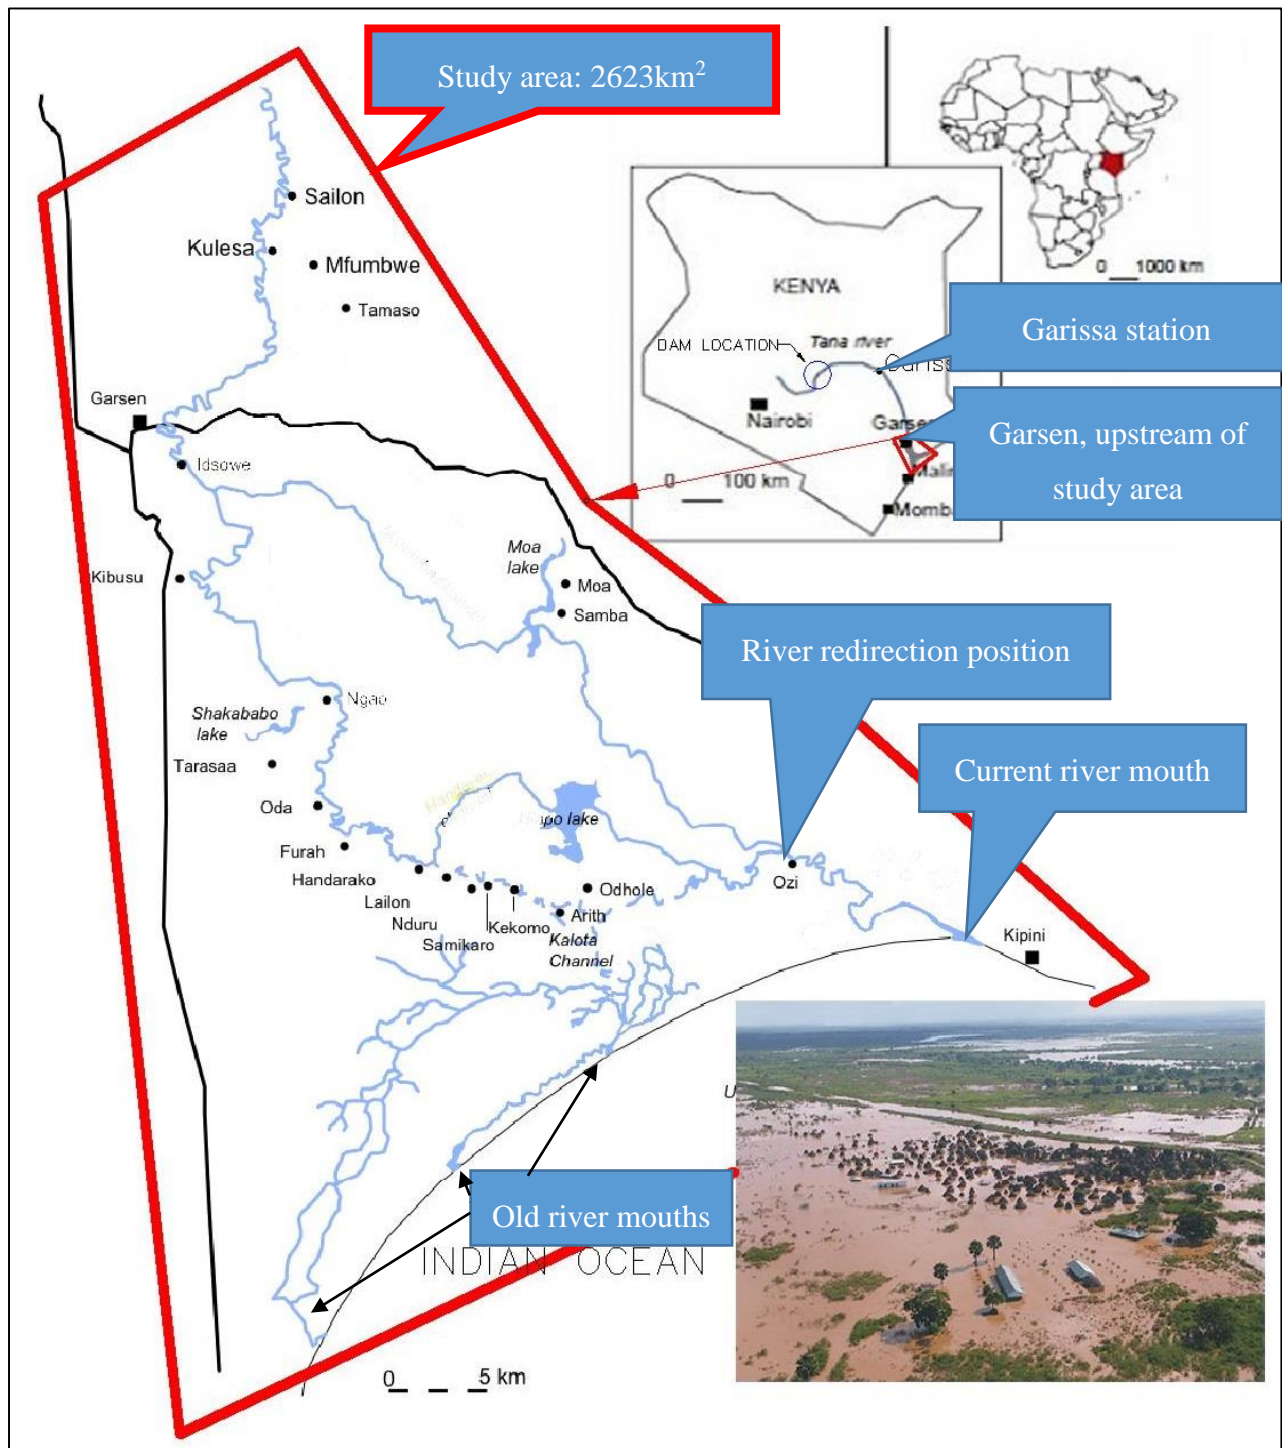 Study area: 2623km²
Sailon
Kulesa
Mfumbwe
Tamaso
Garsen
Idsowe
Kibusu
Moa
lake
Moa
Samba
Ngao
Shakababo
lake
Tarasaa
Oda
Furah
Handarako
Lailon
Nduru
Samikaro
Kekomo
lake
Odhole
Arith
Kalota
Channel
Ozi
Kipini
0 1000 km
KENYA
DAM LOCATION
Tana river
Nairobi
0 100 km
Garissa station
Garsen, upstream of
study area
River redirection position
Current river mouth
Old river mouths
INDIAN OCEAN
0 5 km